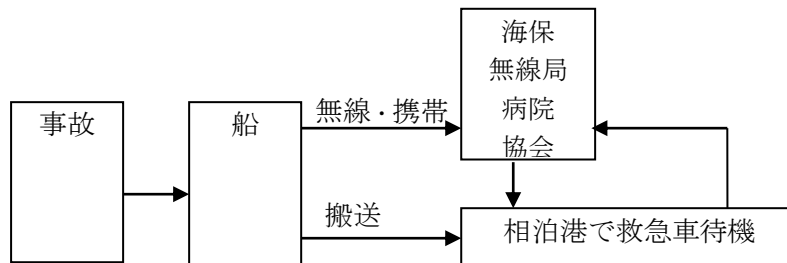 海保
無線局
病院
協会
事故
船
無線・携帯
搬送
相泊港で救急車待機